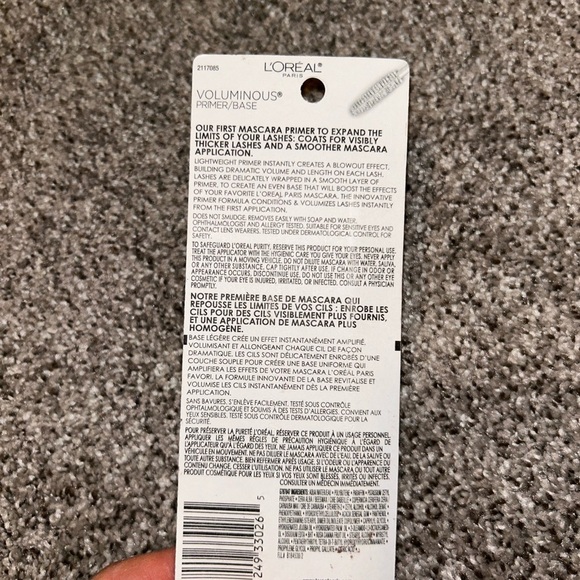 2117085
L'ORÉAL®
PARIS
VOLUMINOUS®
PRIMER/BASE
OUR FIRST MASCARA PRIMER TO EXPAND THE
LIMITS OF YOUR LASHES: COATS FOR VISIBLY
THICKER LASHES AND A SMOOTHER MASCARA
APPLICATION.
LIGHTWEIGHT PRIMER INSTANTLY CREATES A BLOWOUT EFFECT,
BUILDING DRAMATIC VOLUME AND LENGTH ON EACH LASH.
LASHES ARE DELICATELY WRAPPED IN A SMOOTH LAYER OF
PRIMER, TO CREATE AN EVEN BASE THAT WILL BOOST THE EFFECTS
OF YOUR FAVORITE L'OREAL PARIS MASCARA. THE INNOVATIVE
PRIMER FORMULA CONDITIONS & VOLUMIZES LASHES INSTANTLY
FROM THE FIRST APPLICATION.
DOES NOT SMUDGE. REMOVES EASILY WITH SOAP AND WATER.
OPHTHALMOLOGIST AND ALLERGY TESTED. SUITABLE FOR SENSITIVE EYES AND
CONTACT LENS WEARERS. TESTED UNDER DERMATOLOGICAL CONTROL FOR
SAFETY.
TO SAFEGUARD L'OREAL PURITY, RESERVE THIS PRODUCT FOR YOUR PERSONAL USE.
TREAT THE APPLICATOR WITH THE HYGIENIC CARE YOU GIVE YOUR EYES. NEVER APPLY
THIS PRODUCT IN A MOVING VEHICLE. DO NOT DILUTE MASCARA WITH WATER, SALIVA,
OR ANY OTHER SUBSTANCE. CAP TIGHTLY AFTER USE. IF CHANGE IN ODOR OR
APPEARANCE OCCURS, DISCONTINUE USE. DO NOT USE THIS OR ANY OTHER EYE
COSMETIC IF YOUR EYE IS INJURED, IRRITATED, OR INFECTED. CONSULT A PHYSICIAN
PROMPTLY.
NOTRE PREMIÈRE BASE DE MASCARA QUI
REPOUSSE LES LIMITES DE VOS CILS : ENROBE LES
CILS POUR DES CILS VISIBLEMENT PLUS FOURNIS,
ET UNE APPLICATION DE MASCARA PLUS
HOMOGÈNE.
BASE LÉGÈRE CRÉE UN EFFET INSTANTANÉMENT AMPLIFIÉ,
VOLUMISANT ET ALLONGEANT CHAQUE CIL DE FAÇON
DRAMATIQUE. LES CILS SONT DÉLICATEMENT ENROBÉS D'UNE
COUCHE SOUPLE POUR CRÉER UNE BASE UNIFORME QUI
AMPLIFIERA LES EFFETS DE VOTRE MASCARA L'ORÉAL PARIS
FAVORI. LA FORMULE INNOVANTE DE LA BASE REVITALISE ET
VOLUMISE LES CILS INSTANTANÉMENT DÈS LA PREMIÈRE
APPLICATION.
SANS BAVURES. S'ENLÈVE FACILEMENT. TESTÉ SOUS CONTRÔLE
OPHTALMOLOGIQUE ET SOUMIS À DES TESTS D'ALLERGIES. CONVIENT AUX
YEUX SENSIBLES. TESTÉ SOUS CONTRÔLE DERMATOLOGIQUE POUR LA
SÉCURITÉ.
POUR PRÉSERVER LA PURETÉ L'ORÉAL, RÉSERVER CE PRODUIT À UN USAGE PERSONNEL.
APPLIQUER LES MÊMES RÈGLES DE PRÉCAUTION HYGIÉNIQUE À L'ÉGARD DE
L'APPLICATEUR QU'À L'ÉGARD DES YEUX. NE JAMAIS APPLIQUER CE PRODUIT DANS UN
VÉHICULE EN MOUVEMENT. NE PAS DILUER LE MASCARA AVEC DE L'EAU, DE LA SALIVE OU
TOUTE AUTRE SUBSTANCE. BIEN REFERMER APRÈS USAGE. SI L'ODEUR OU L'APPARENCE DU
CONTENU CHANGE, CESSER L'UTILISATION. NE PAS UTILISER LE MASCARA OU TOUT AUTRE
PRODUIT COSMÉTIQUE POUR LES YEUX SI VOS YEUX SONT BLESSÉS, IRRITÉS OU INFECTÉS.
CONSULTER UN MÉDECIN IMMÉDIATEMENT.
249 33026 5